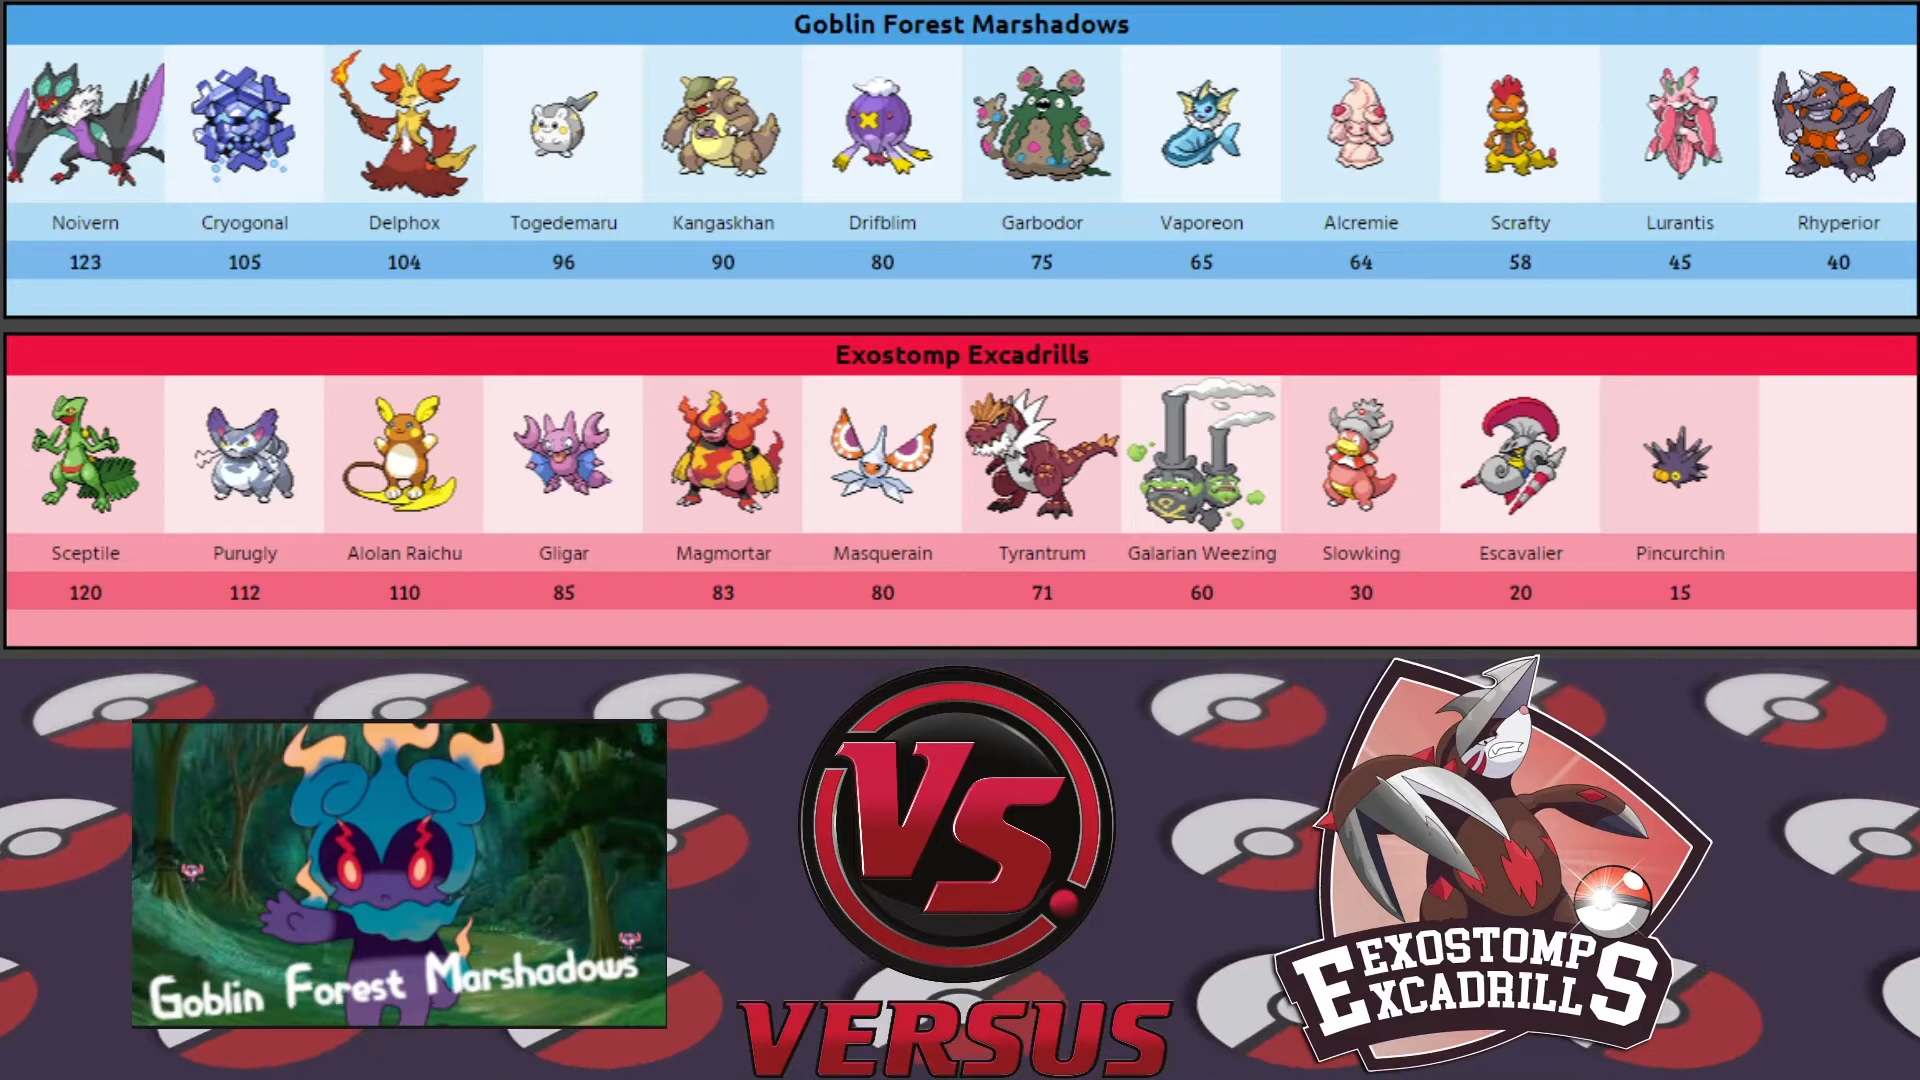 Goblin Forest Marshadows
Noivern Cryogonal Delphox Togedemaru Kangaskhan Drifblim Garbodor Vaporeon Alcremie Scrafty Lurantis Rhyperior
123 105 104 96 90 80 75 65 64 58 45 40
Exostomp Excadrills
Sceptile Purugly Alolan Raichu Gligar Magmortar Masquerain Tyrantrum Galarian Weezing Slowking Escavalier Pincurchin
120 112 110 85 83 80 71 60 30 20 15
Goblin Forest Marshadows
VS.
VERSUS
EXOSTOMP
EXCADRILLS